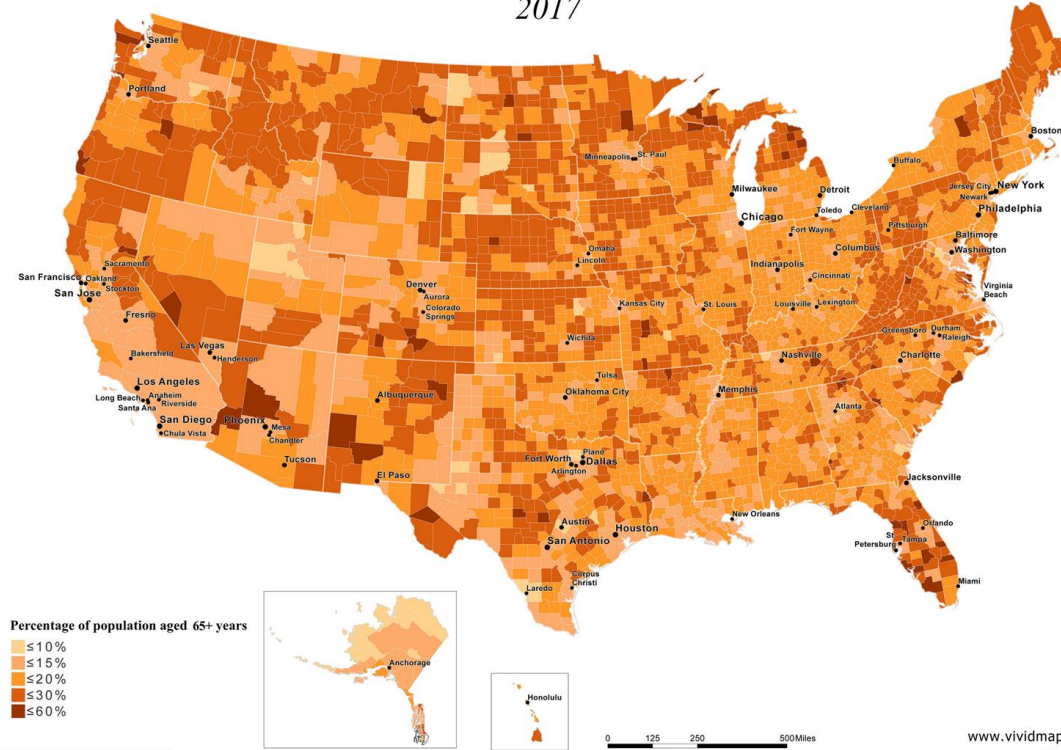 2017
Seattle
Portland
Minneapolis
St. Paul
Boston
Buffalo
Milwaukee
Detroit
Jersey City
New York
Newark
Chicago
Toledo
Cleveland
Philadelphia
Fort Wayne
Pittsburgh
Baltimore
Omaha
Columbus
Washington
Lincoln
Indianapolis
Sacramento
Cincinnati
San Francisco
Oakland
Denver
Aurora
Stockton
Virginia
Beach
San Jose
Colorado
Springs
Kansas City
St. Louis
Louisville
Lexington
Fresno
Greensboro
Durham
Raleigh
Las Vegas
Wichita
Bakersheld
Henderson
Nashville
Charlotte
Los Angeles
Tulsa
Long Beach
Anaheim
Riverside
Albuquerque
Oklahoma City
Memphis
Santa Ana
Atlanta
San Diego
Phoenix
Mesa
Chula Vista
Chandler
Plano
Tucson
Fort Worth
Dallas
Arlington
El Paso
Jacksonville
New Orleans
Austin
Houston
Orlando
San Antonio
St
Petersburg
Tampa
Corpus
Christi
Laredo
Miami
Percentage of population aged 65+ years
≤10%
≤15%
≤20%
≤30%
≤60%
Anchorage
Honolulu
0 125 250 500Miles
www.vividmap